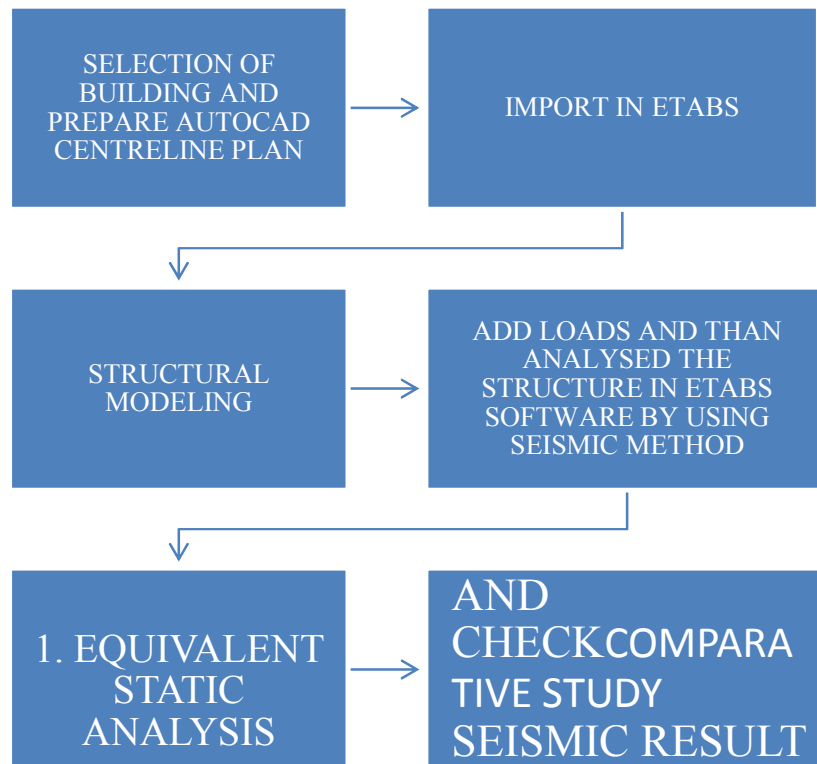 SELECTION OF
BUILDING AND
PREPARE AUTOCAD
CENTRELINE PLAN
IMPORT IN ETABS
STRUCTURAL
MODELING
ADD LOADS AND THAN
ANALYSED THE
STRUCTURE IN ETABS
SOFTWARE BY USING
SEISMIC METHOD
1. EQUIVALENT
STATIC
ANALYSIS
AND
CHECKCOMPARA
TIVE STUDY
SEISMIC RESULT